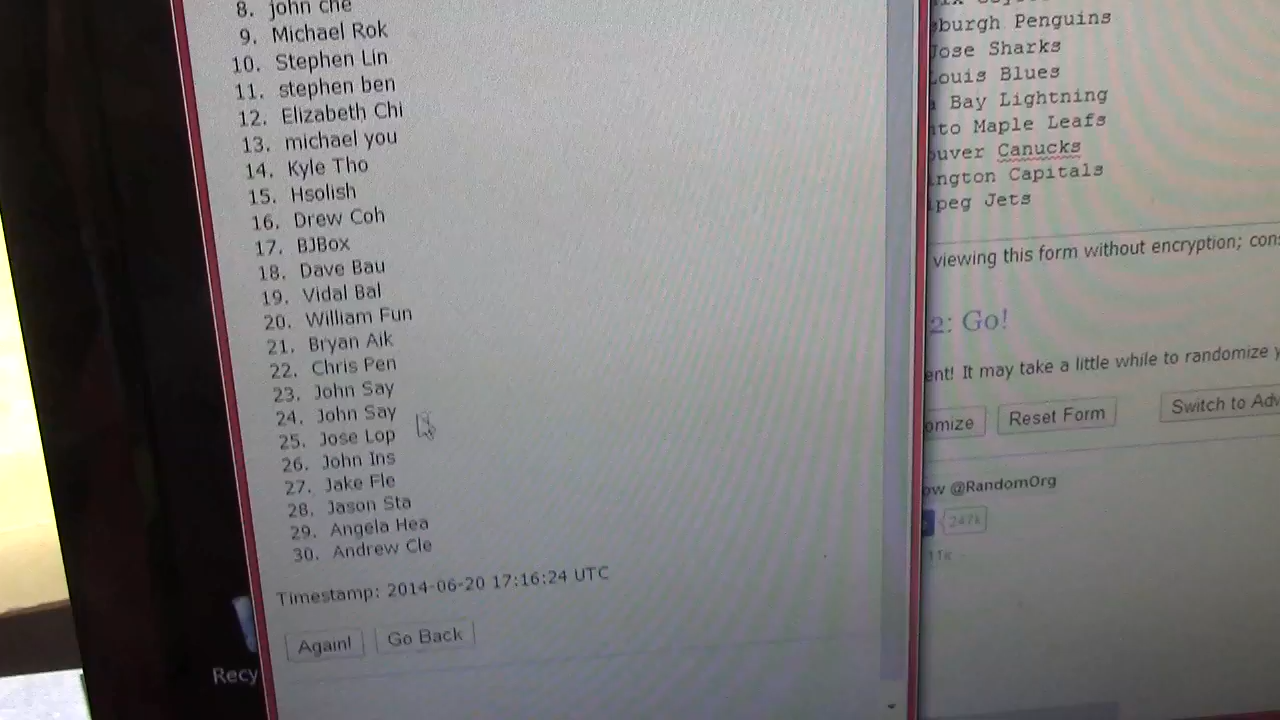 8. john che
9. Michael Rok
10. Stephen Lin
11. stephen ben
12. Elizabeth Chi
13. michael you
14. Kyle Tho
15. Hsolish
16. Drew Coh
17. BJBox
18. Dave Bau
19. Vidal Bal
20. William Fun
21. Bryan Aik
22. Chris Pen
23. John Say
24. John Say
25. Jose Lop
26. John Ins
27. Jake Fle
28. Jason Sta
29. Angela Hea
30. Andrew Cle
Timestamp: 2014-06-20 17:16:24 UTC
Again! Go Back
Recy
burgh Penguins
Jose Sharks
Louis Blues
a Bay Lightning
nto Maple Leafs
ouver Canucks
ington Capitals
ipeg Jets
viewing this form without encryption; con
2: Go!
ent! It may take a little while to randomize y
omize Reset Form Switch to Adv
ow @RandomOrg
247k
11k